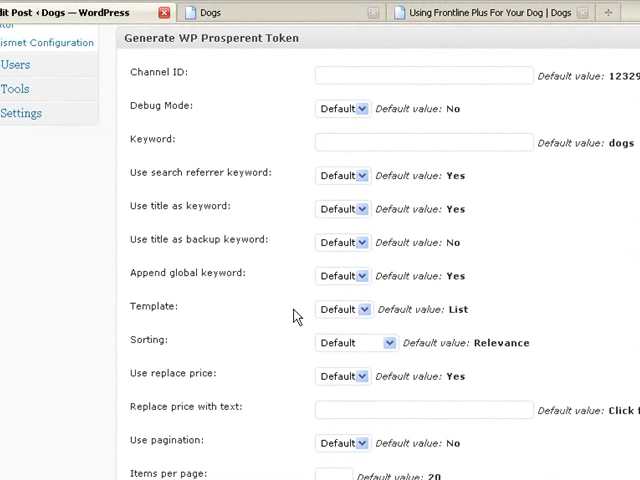 dit Post ‹ Dogs — WordPress Dogs Using Frontline Plus For Your Dog | Dogs
ismet Configuration
Generate WP Prosperent Token
Users
Channel ID: Default value: 12329
Tools
Debug Mode: Default Default value: No
Settings
Keyword: Default value: dogs
Use search referrer keyword: Default Default value: Yes
Use title as keyword: Default Default value: Yes
Use title as backup keyword: Default Default value: No
Append global keyword: Default Default value: Yes
Template: Default Default value: List
Sorting: Default Default value: Relevance
Use replace price: Default Default value: Yes
Replace price with text: Default value: Click f
Use pagination: Default Default value: No
Items per page: Default value: 20